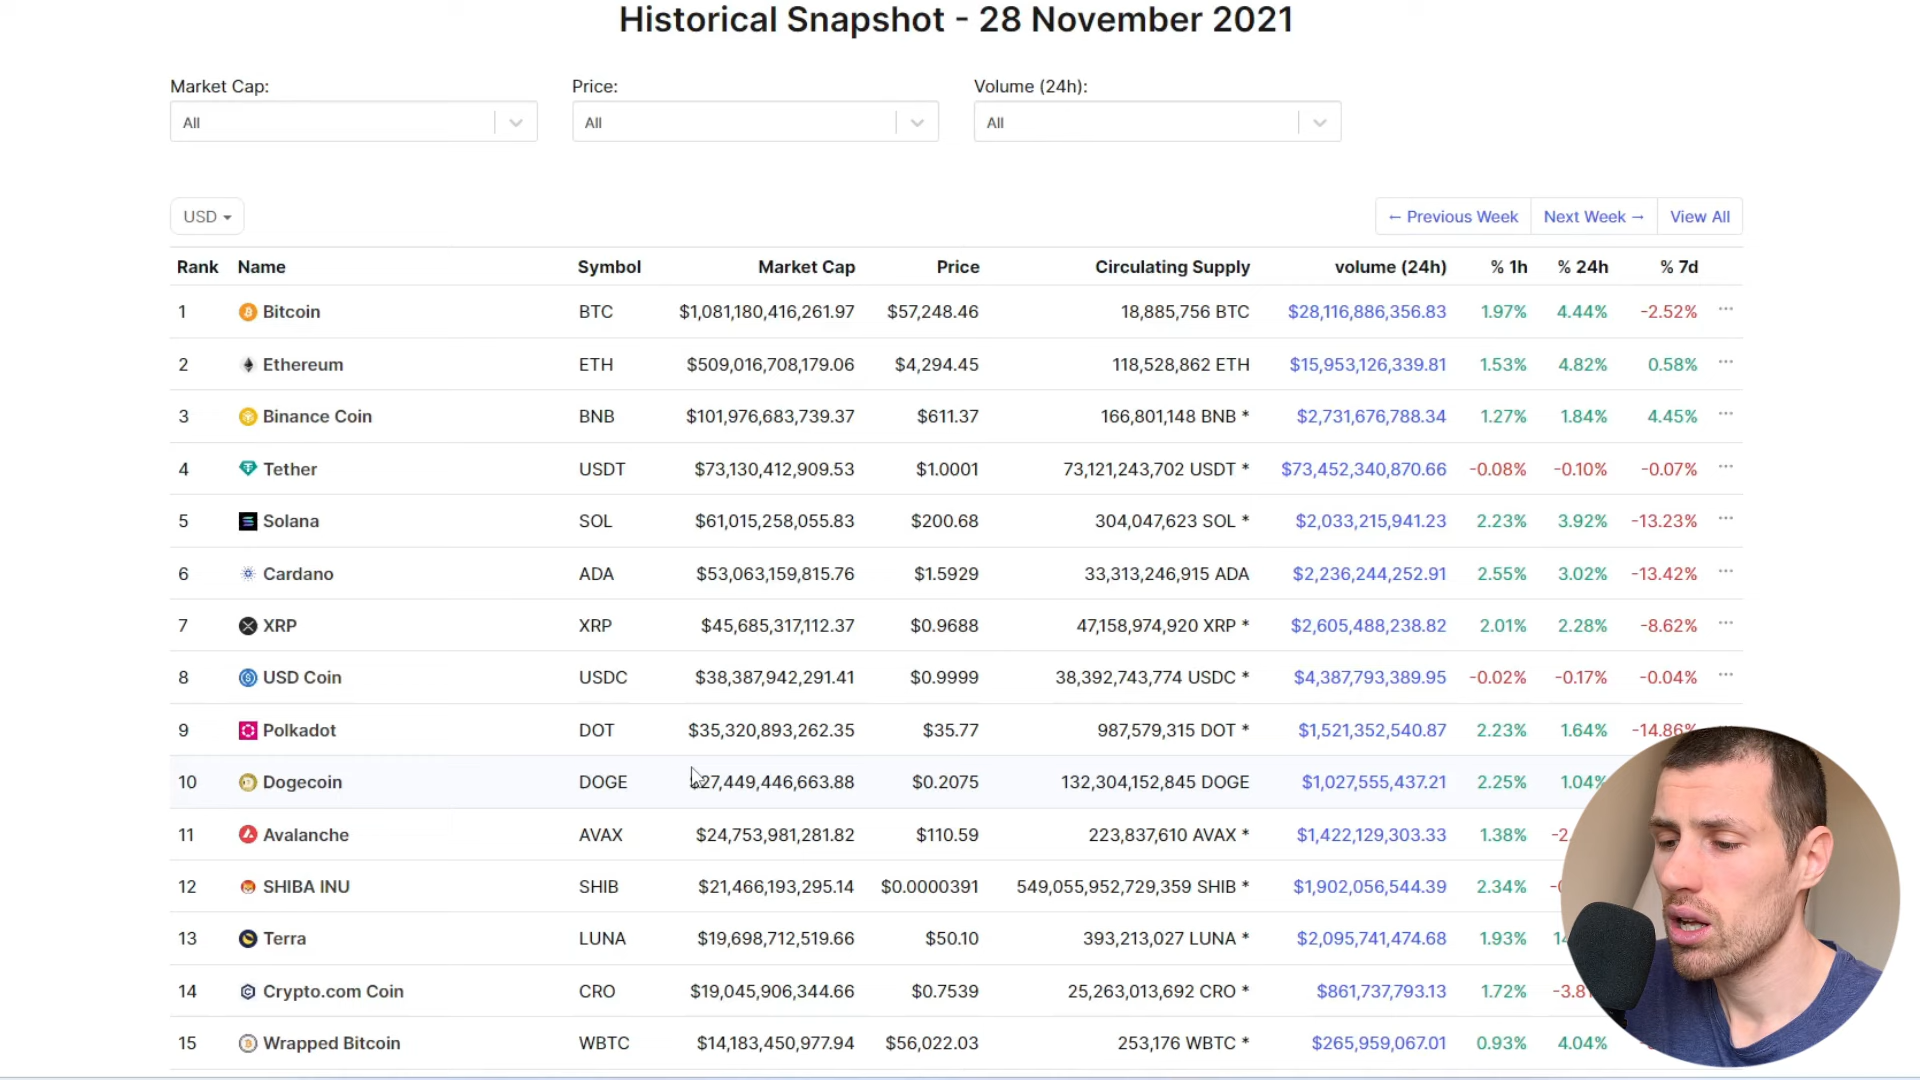 Historical Snapshot - 28 November 2021
Market Cap: Price: Volume (24h):
All All All
USD ← Previous Week Next Week → View All
Rank Name Symbol Market Cap Price Circulating Supply volume (24h) % 1h % 24h % 7d
1 Bitcoin BTC $1,081,180,416,261.97 $57,248.46 18,885,756 BTC $28,116,886,356.83 1.97% 4.44% -2.52% ...
2 Ethereum ETH $509,016,708,179.06 $4,294.45 118,528,862 ETH $15,953,126,339.81 1.53% 4.82% 0.58% ...
3 Binance Coin BNB $101,976,683,739.37 $611.37 166,801,148 BNB * $2,731,676,788.34 1.27% 1.84% 4.45% ...
4 Tether USDT $73,130,412,909.53 $1.0001 73,121,243,702 USDT * $73,452,340,870.66 -0.08% -0.10% -0.07% ...
5 Solana SOL $61,015,258,055.83 $200.68 304,047,623 SOL * $2,033,215,941.23 2.23% 3.92% -13.23% ...
6 Cardano ADA $53,063,159,815.76 $1.5929 33,313,246,915 ADA $2,236,244,252.91 2.55% 3.02% -13.42% ...
7 XRP XRP $45,685,317,112.37 $0.9688 47,158,974,920 XRP * $2,605,488,238.82 2.01% 2.28% -8.62% ...
8 USD Coin USDC $38,387,942,291.41 $0.9999 38,392,743,774 USDC * $4,387,793,389.95 -0.02% -0.17% -0.04% ...
9 Polkadot DOT $35,320,893,262.35 $35.77 987,579,315 DOT * $1,521,352,540.87 2.23% 1.64% -14.86%
10 Dogecoin DOGE 27,449,446,663.88 $0.2075 132,304,152,845 DOGE $1,027,555,437.21 2.25% 1.04%
11 Avalanche AVAX $24,753,981,281.82 $110.59 223,837,610 AVAX * $1,422,129,303.33 1.38%
12 SHIBA INU SHIB $21,466,193,295.14 $0.0000391 549,055,952,729,359 SHIB * $1,902,056,544.39 2.34%
13 Terra LUNA $19,698,712,519.66 $50.10 393,213,027 LUNA * $2,095,741,474.68 1.93%
14 Crypto.com Coin CRO $19,045,906,344.66 $0.7539 25,263,013,692 CRO * $861,737,793.13 1.72%
15 Wrapped Bitcoin WBTC $14,183,450,977.94 $56,022.03 253,176 WBTC * $265,959,067.01 0.93% 4.04%